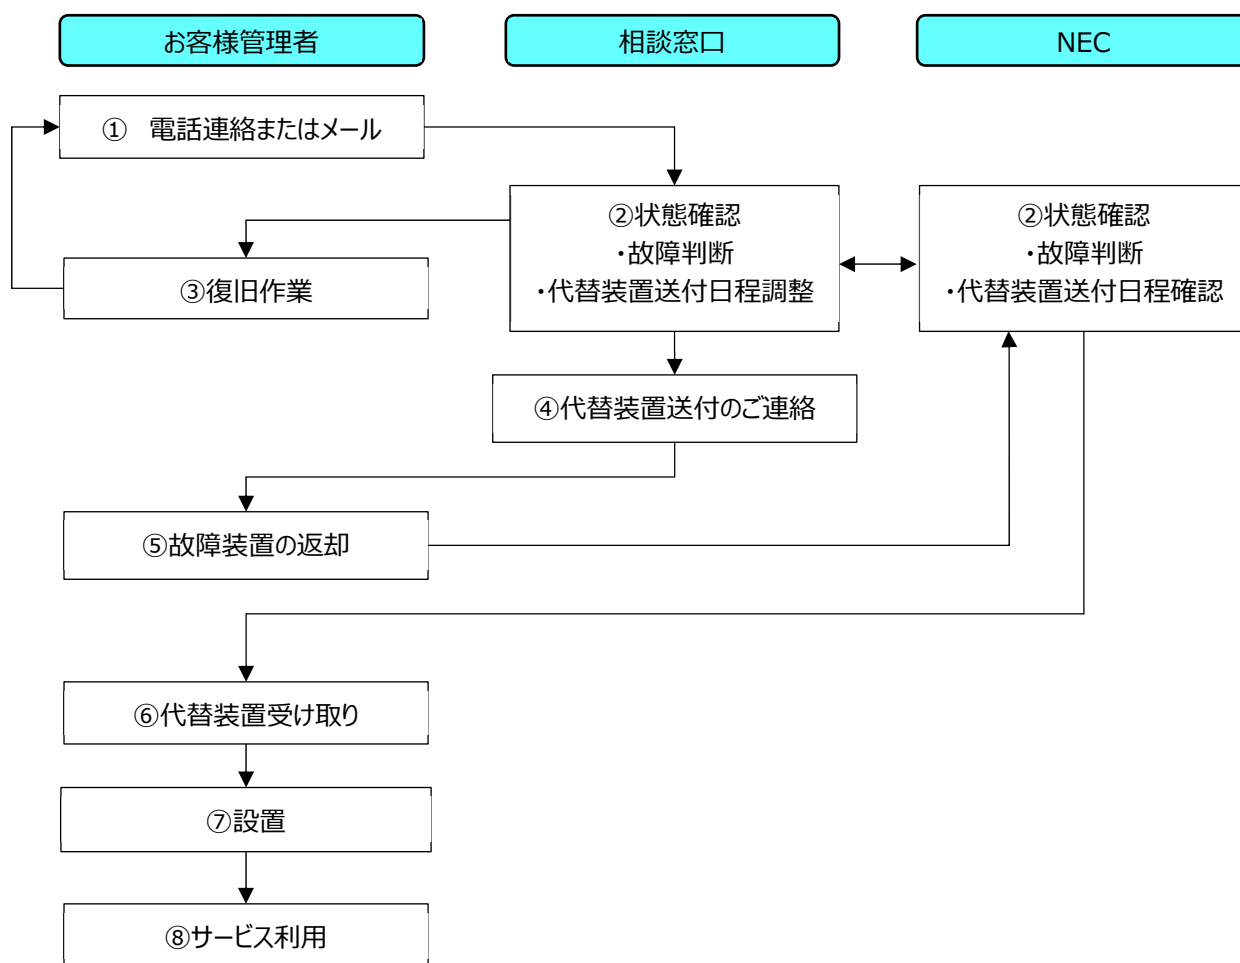 お客様管理者
相談窓口
NEC
① 電話連絡またはメール
②状態確認
・故障判断
・代替装置送付日程調整
②状態確認
・故障判断
・代替装置送付日程確認
③復旧作業
④代替装置送付のご連絡
⑤故障装置の返却
⑥代替装置受け取り
⑦設置
⑧サービス利用